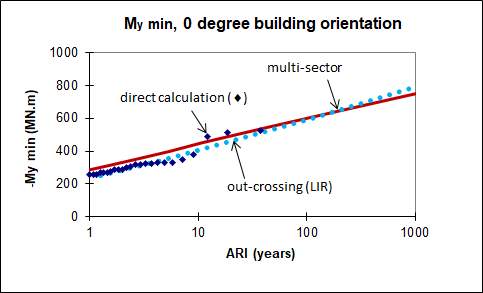 My min, 0 degree building orientation
1000
800
600
400
200
0
-My min (MN.m)
multi-sector
direct calculation (♦)
out-crossing (LIR)
1
10
100
1000
ARI (years)